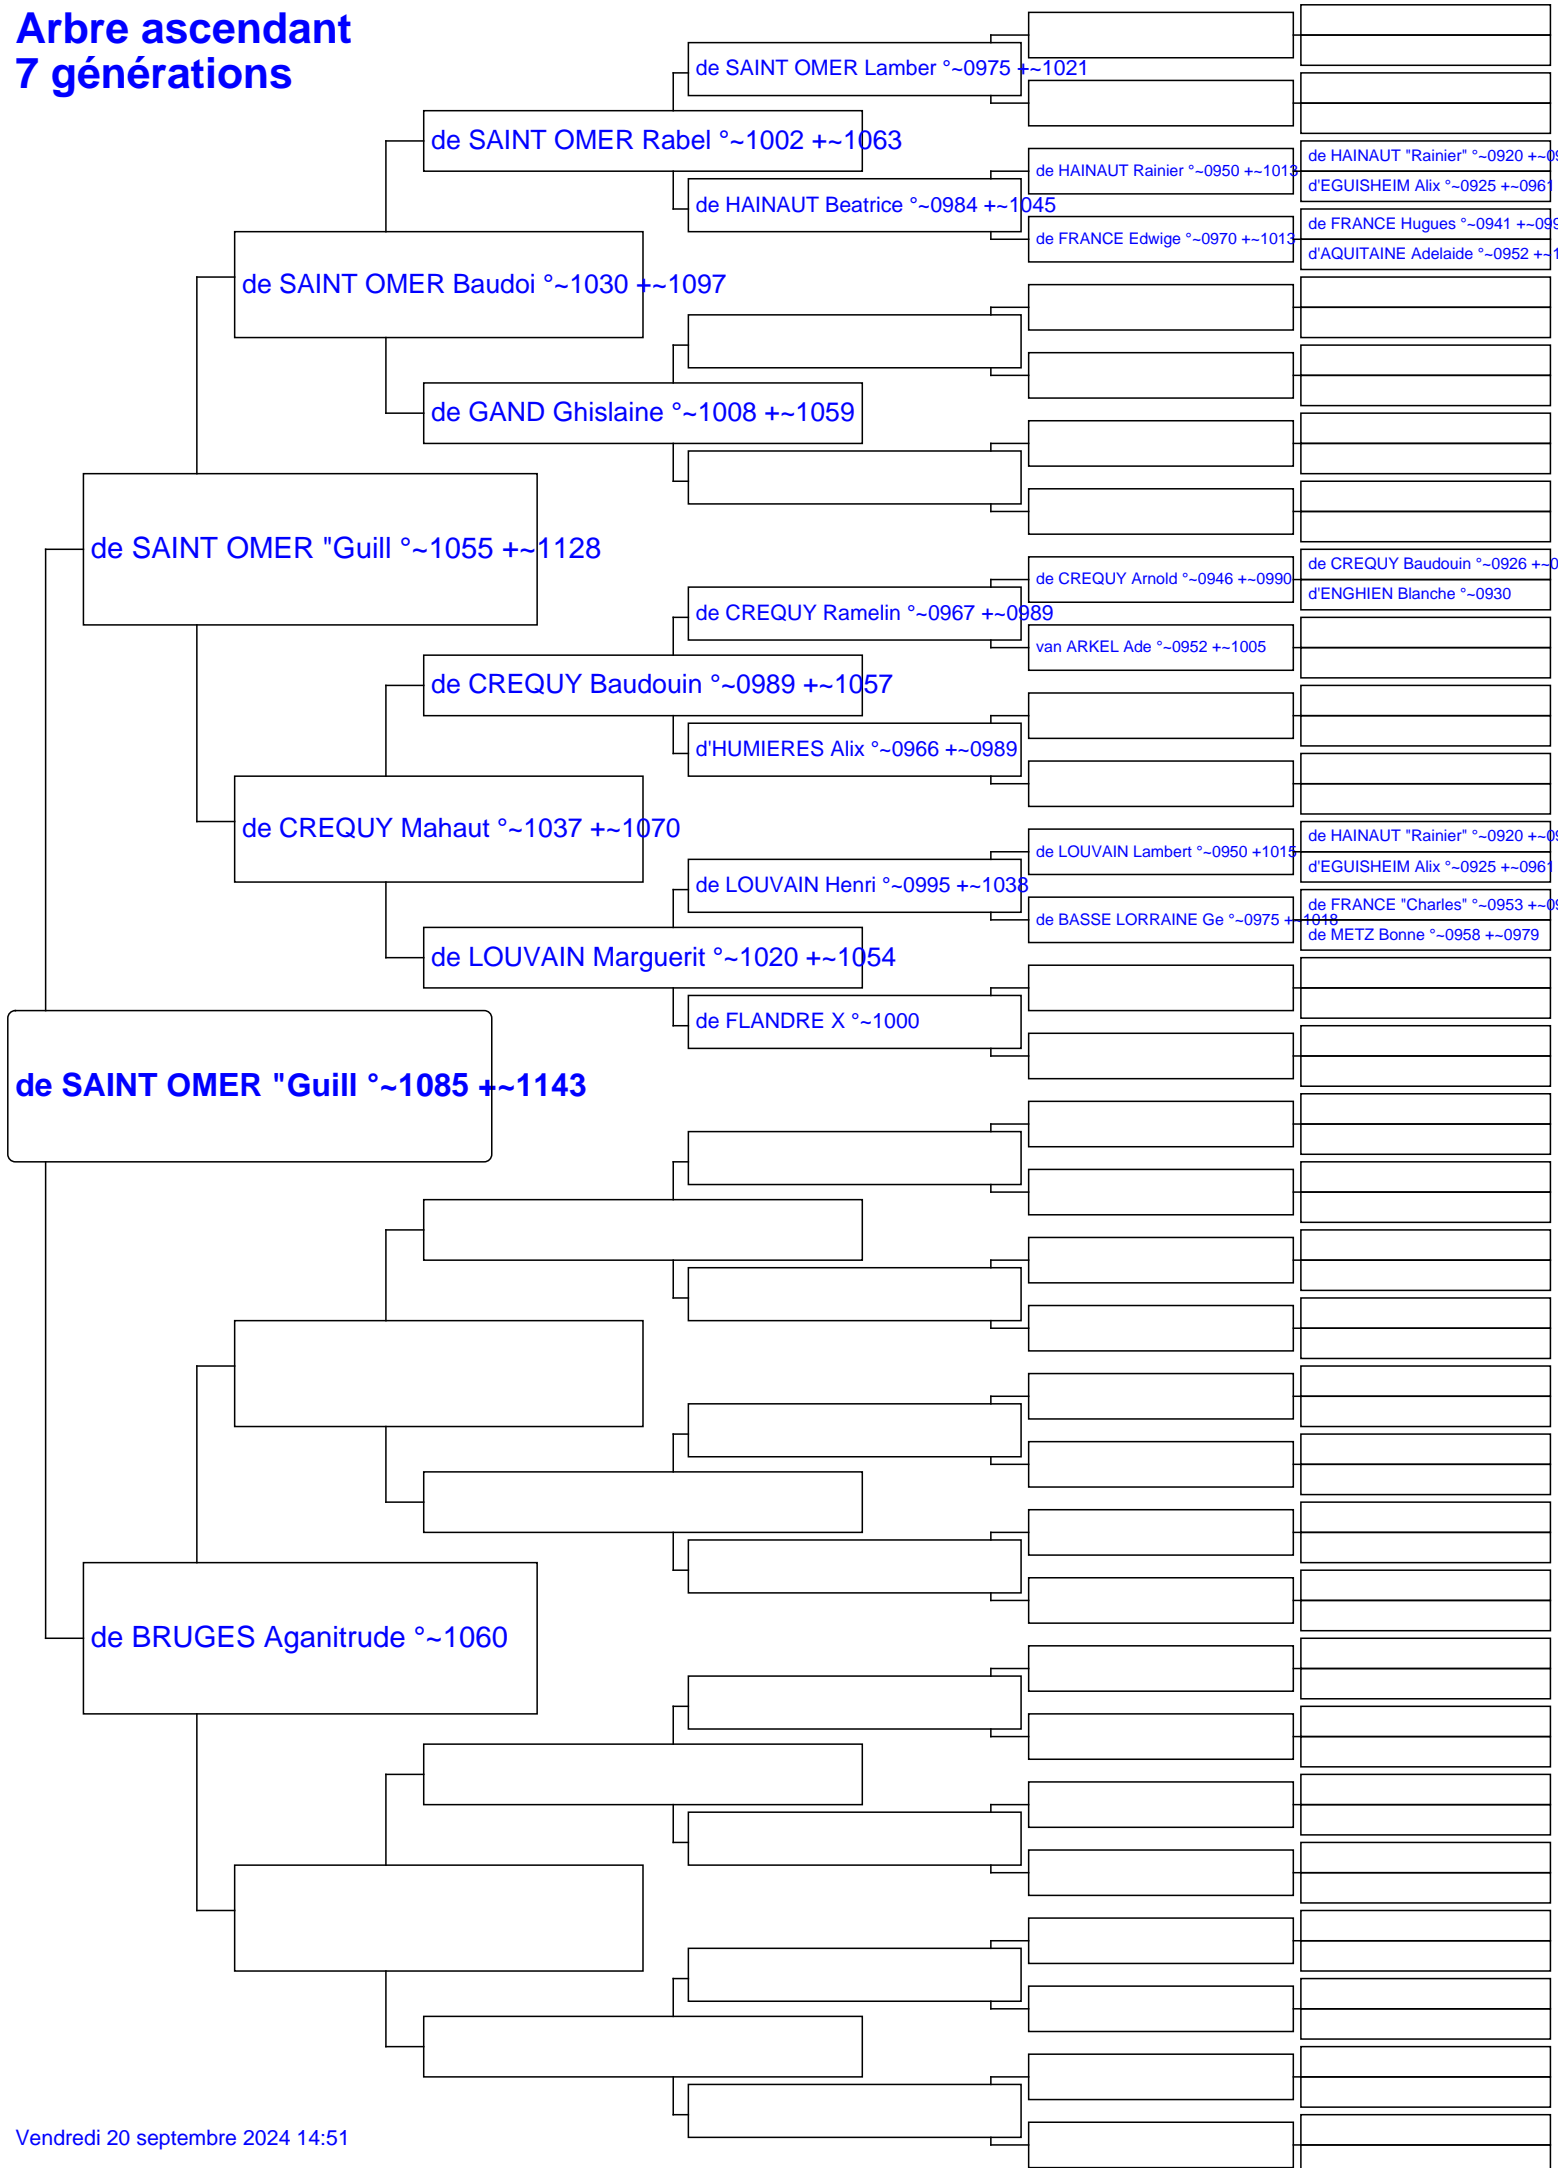 Arbre ascendant
7 générations
de SAINT OMER Lamber °~0975 +~1021
de SAINT OMER Rabel °~1002 +~1063
de HAINAUT "Rainier" °~0920 +~09
de HAINAUT Rainier °~0950 +~1013
d'EGUISHEIM Alix °~0925 +~0961
de HAINAUT Beatrice °~0984 +~1045
de FRANCE Hugues °~0941 +~099
de FRANCE Edwige °~0970 +~1013
d'AQUITAINE Adelaide °~0952 +~1
de SAINT OMER Baudoi °~1030 +~1097
de GAND Ghislaine °~1008 +~1059
de SAINT OMER "Guill °~1055 +~1128
de CREQUY Baudouin °~0926 +~0
de CREQUY Arnold °~0946 +~0990
d'ENGHIEN Blanche °~0930
de CREQUY Ramelin °~0967 +~0989
van ARKEL Ade °~0952 +~1005
de CREQUY Baudouin °~0989 +~1057
d'HUMIERES Alix °~0966 +~0989
de CREQUY Mahaut °~1037 +~1070
de HAINAUT "Rainier" °~0920 +~09
de LOUVAIN Lambert °~0950 +1015
d'EGUISHEIM Alix °~0925 +~0961
de LOUVAIN Henri °~0995 +~1038
de FRANCE "Charles" °~0953 +~09
de BASSE LORRAINE Ge °~0975 +~1018
de METZ Bonne °~0958 +~0979
de LOUVAIN Marguerit °~1020 +~1054
de FLANDRE X °~1000
de SAINT OMER "Guill °~1085 +~1143
de BRUGES Aganitrude °~1060
Vendredi 20 septembre 2024 14:51